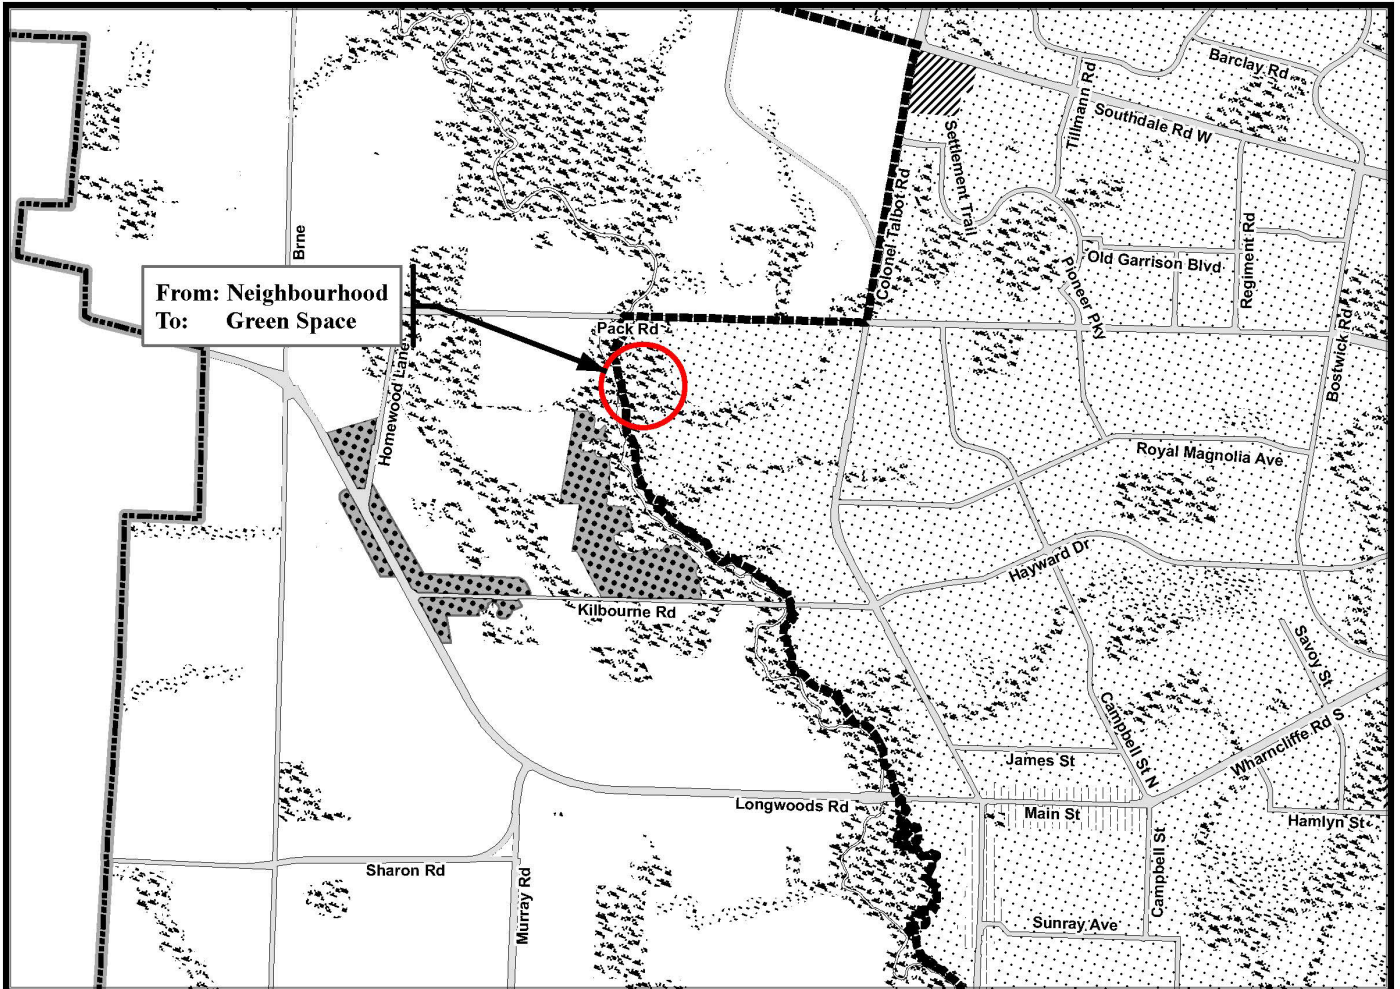 Barclay Rd
Tillmann Rd
Southdale Rd W
Settlement Trail
Colonel Talbot Rd
Regiment Rd
Brne
Old Garrison Blvd
Pioneer Pky
From: Neighbourhood
To: Green Space
Pack Rd
Bostwick Rd
Homewood Lane
Royal Magnolia Ave
Hayward Dr
Kilbourne Rd
Savoy St
Campbell St N
Wharncliffe Rd S
James St
Longwoods Rd
Main St
Hamlyn St
Sharon Rd
Murray Rd
Campbell St
Sunray Ave